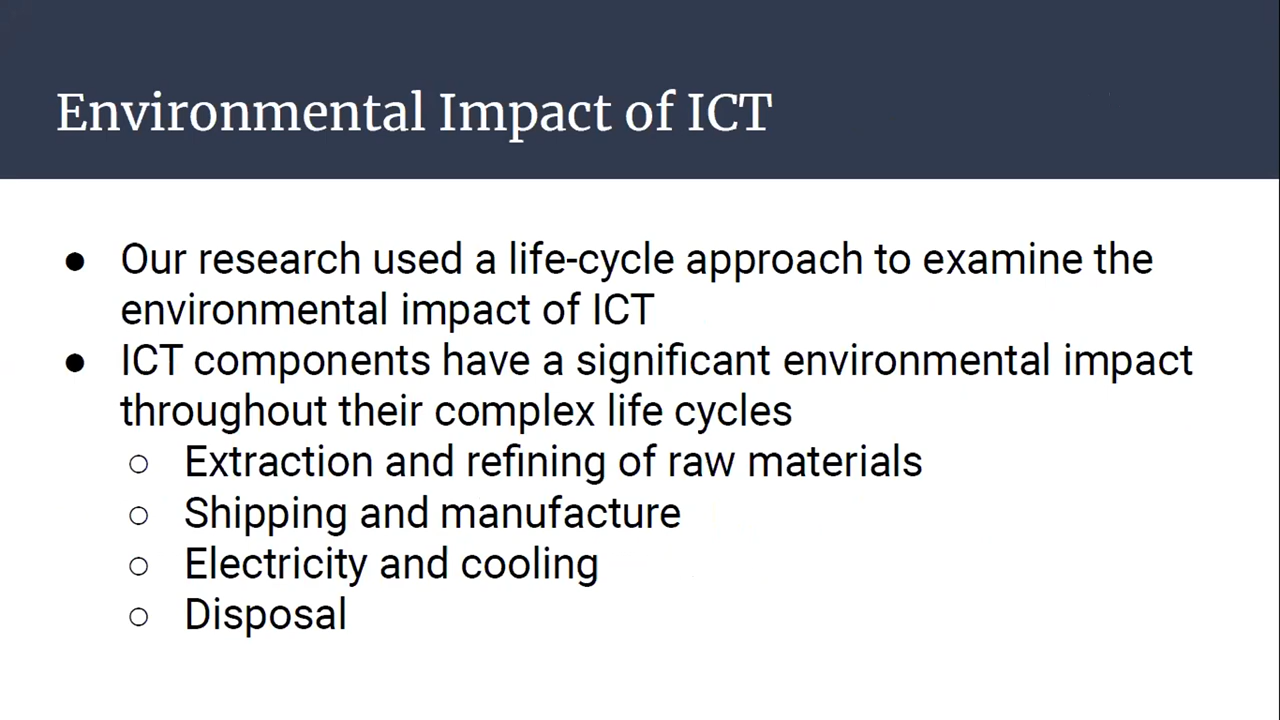 Environmental Impact of ICT
● Our research used a life-cycle approach to examine the
environmental impact of ICT
● ICT components have a significant environmental impact
throughout their complex life cycles
○ Extraction and refining of raw materials
○ Shipping and manufacture
○ Electricity and cooling
○ Disposal